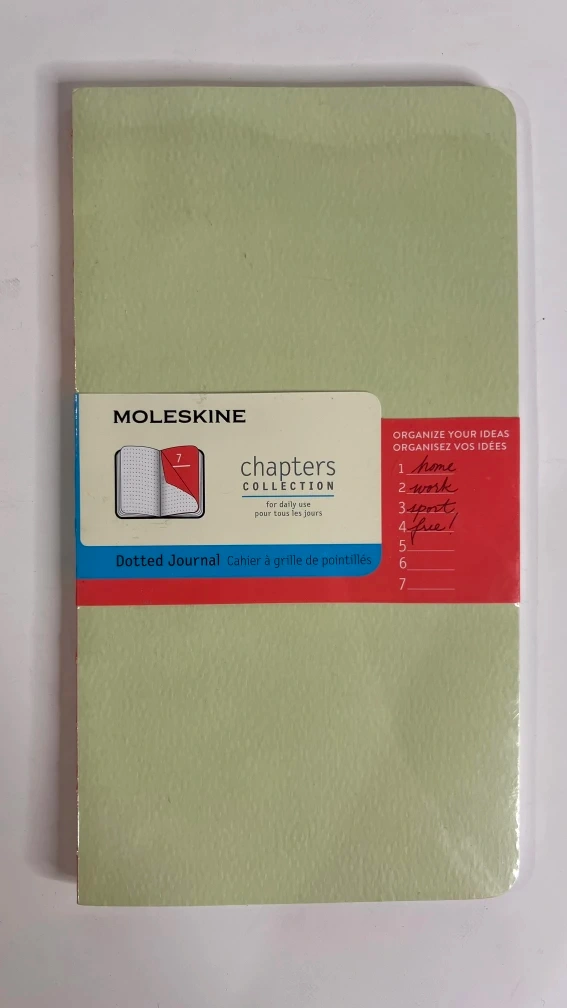 MOLESKINE
7
chapters
COLLECTION
for daily use
pour tous les jours
Dotted Journal Cahier à grille de pointillés
ORGANIZE YOUR IDEAS
ORGANISEZ VOS IDÉES
1 home
2 work
3 sport
4 free!
5
6
7